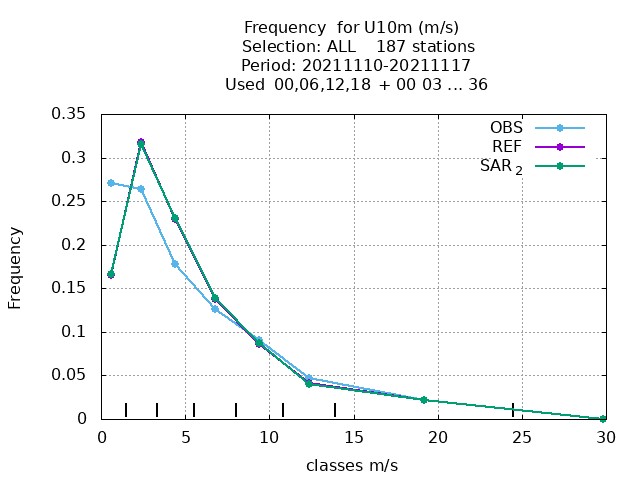 Frequency  for U10m (m/s)
Selection: ALL    187 stations
Period: 20211110-20211117
Used  00,06,12,18  + 00 03 ... 36
0.35
0.3
0.25
0.2
0.15
0.1
0.05
0
Frequency
OBS
REF
SAR 2
0 5 10 15 20 25 30
classes m/s